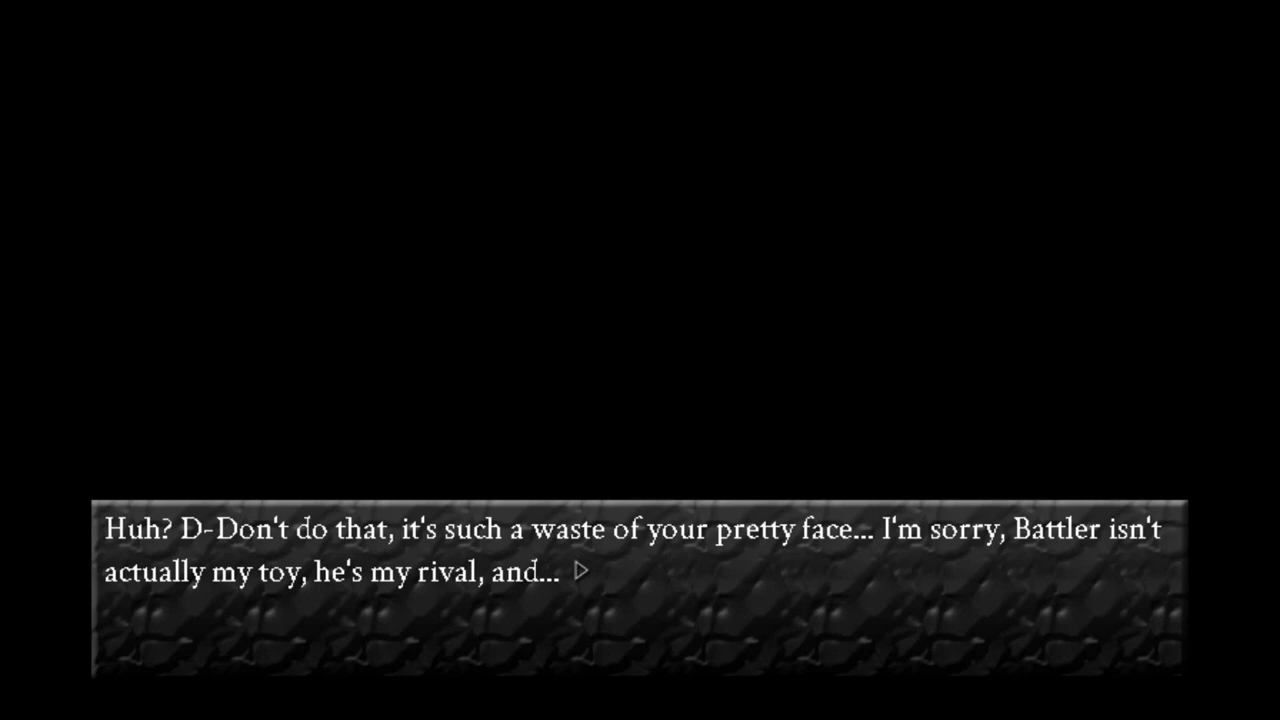 Huh? D-Don't do that, it's such a waste of your pretty face... I'm sorry, Battler isn't
actually my toy, he's my rival, and...